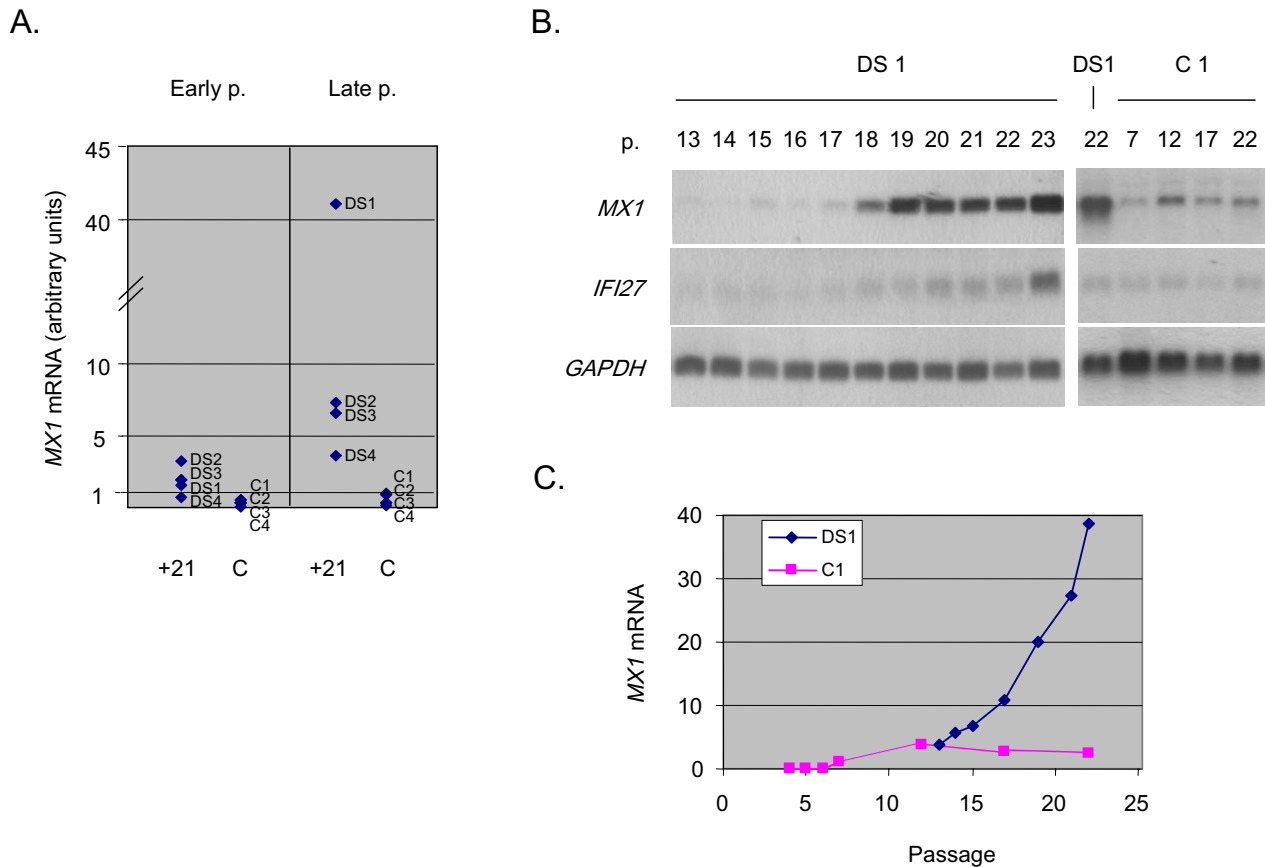 A.
Early p. Late p.
MX1 mRNA (arbitrary units)
45
40
10
5
1
DS1
DS2
DS3
DS4
DS2
DS3
DS1
DS4
C1
C2
C3
C4
C1
C2
C3
C4
+21 C +21 C
B.
DS 1 DS1 C 1
p. 13 14 15 16 17 18 19 20 21 22 23 22 7 12 17 22
MX1
IFI27
GAPDH
C.
MX1 mRNA
40
30
20
10
0
DS1
C1
0 5 10 15 20 25
Passage